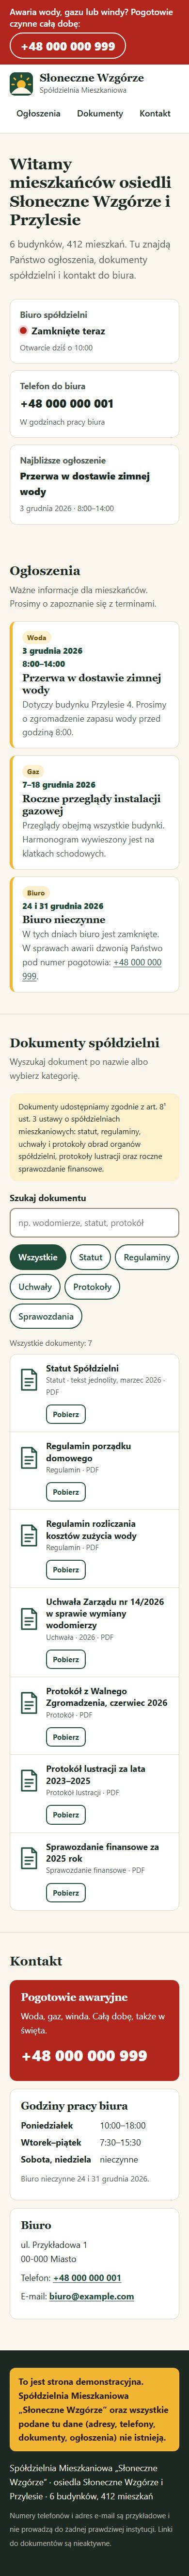 Awaria wody, gazu lub windy? Pogotowie
czynne całą dobę:
+48 000 000 999
Słoneczne Wzgórze
Spółdzielnia Mieszkaniowa
Ogłoszenia Dokumenty Kontakt
Witamy
mieszkańców osiedli
Słoneczne Wzgórze i
Przylesie
6 budynków, 412 mieszkań. Tu znajdą
Państwo ogłoszenia, dokumenty
spółdzielni i kontakt do biura.
Biuro spółdzielni
Zamknięte teraz
Otwarcie dziś o 10:00
Telefon do biura
+48 000 000 001
W godzinach pracy biura
Najbliższe ogłoszenie
Przerwa w dostawie zimnej
wody
3 grudnia 2026 · 8:00–14:00
Ogłoszenia
Ważne informacje dla mieszkańców.
Prosimy o zapoznanie się z terminami.
Woda
3 grudnia 2026
8:00–14:00
Przerwa w dostawie zimnej
wody
Dotyczy budynku Przylesie 4. Prosimy
o zgromadzenie zapasu wody przed
godziną 8:00.
Gaz
7–18 grudnia 2026
Roczne przeglądy instalacji
gazowej
Przeglądy obejmą wszystkie budynki.
Harmonogram wywieszony jest na
klatkach schodowych.
Biuro
24 i 31 grudnia 2026
Biuro nieczynne
W tych dniach biuro jest zamknięte.
W sprawach awarii dzwonią Państwo
pod numer pogotowia: +48 000 000
999.
Dokumenty spółdzielni
Wyszukaj dokument po nazwie albo
wybierz kategorię.
Dokumenty udostępniamy zgodnie z art. 8¹
ust. 3 ustawy o spółdzielniach
mieszkaniowych: statut, regulaminy,
uchwały i protokoły obrad organów
spółdzielni, protokoły lustracji oraz roczne
sprawozdanie finansowe.
Szukaj dokumentu
np. wodomierze, statut, protokół
Wszystkie Statut Regulaminy
Uchwały Protokoły
Sprawozdania
Wszystkie dokumenty: 7
Statut Spółdzielni
Statut · tekst jednolity, marzec 2026 ·
PDF
Pobierz
Regulamin porządku
domowego
Regulamin · PDF
Pobierz
Regulamin rozliczania
kosztów zużycia wody
Regulamin · PDF
Pobierz
Uchwała Zarządu nr 14/2026
w sprawie wymiany
wodomierzy
Uchwała · 2026 · PDF
Pobierz
Protokół z Walnego
Zgromadzenia, czerwiec 2026
Protokół · PDF
Pobierz
Protokół lustracji za lata
2023–2025
Protokół lustracji · PDF
Pobierz
Sprawozdanie finansowe za
2025 rok
Sprawozdanie finansowe · PDF
Pobierz
Kontakt
Pogotowie awaryjne
Woda, gaz, winda. Całą dobę, także w
święta.
+48 000 000 999
Godziny pracy biura
Poniedziałek 10:00–18:00
Wtorek–piątek 7:30–15:30
Sobota, niedziela nieczynne
Biuro nieczynne 24 i 31 grudnia 2026.
Biuro
ul. Przykładowa 1
00-000 Miasto
Telefon: +48 000 000 001
E-mail: biuro@example.com
To jest strona demonstracyjna.
Spółdzielnia Mieszkaniowa
„Słoneczne Wzgórze” oraz wszystkie
podane tu dane (adresy, telefony,
dokumenty, ogłoszenia) nie istnieją.
Spółdzielnia Mieszkaniowa „Słoneczne
Wzgórze” · osiedla Słoneczne Wzgórze i
Przylesie · 6 budynków, 412 mieszkań
Numery telefonów i adres e-mail są przykładowe i
nie prowadzą do żadnej prawdziwej instytucji. Linki
do dokumentów są nieaktywne.